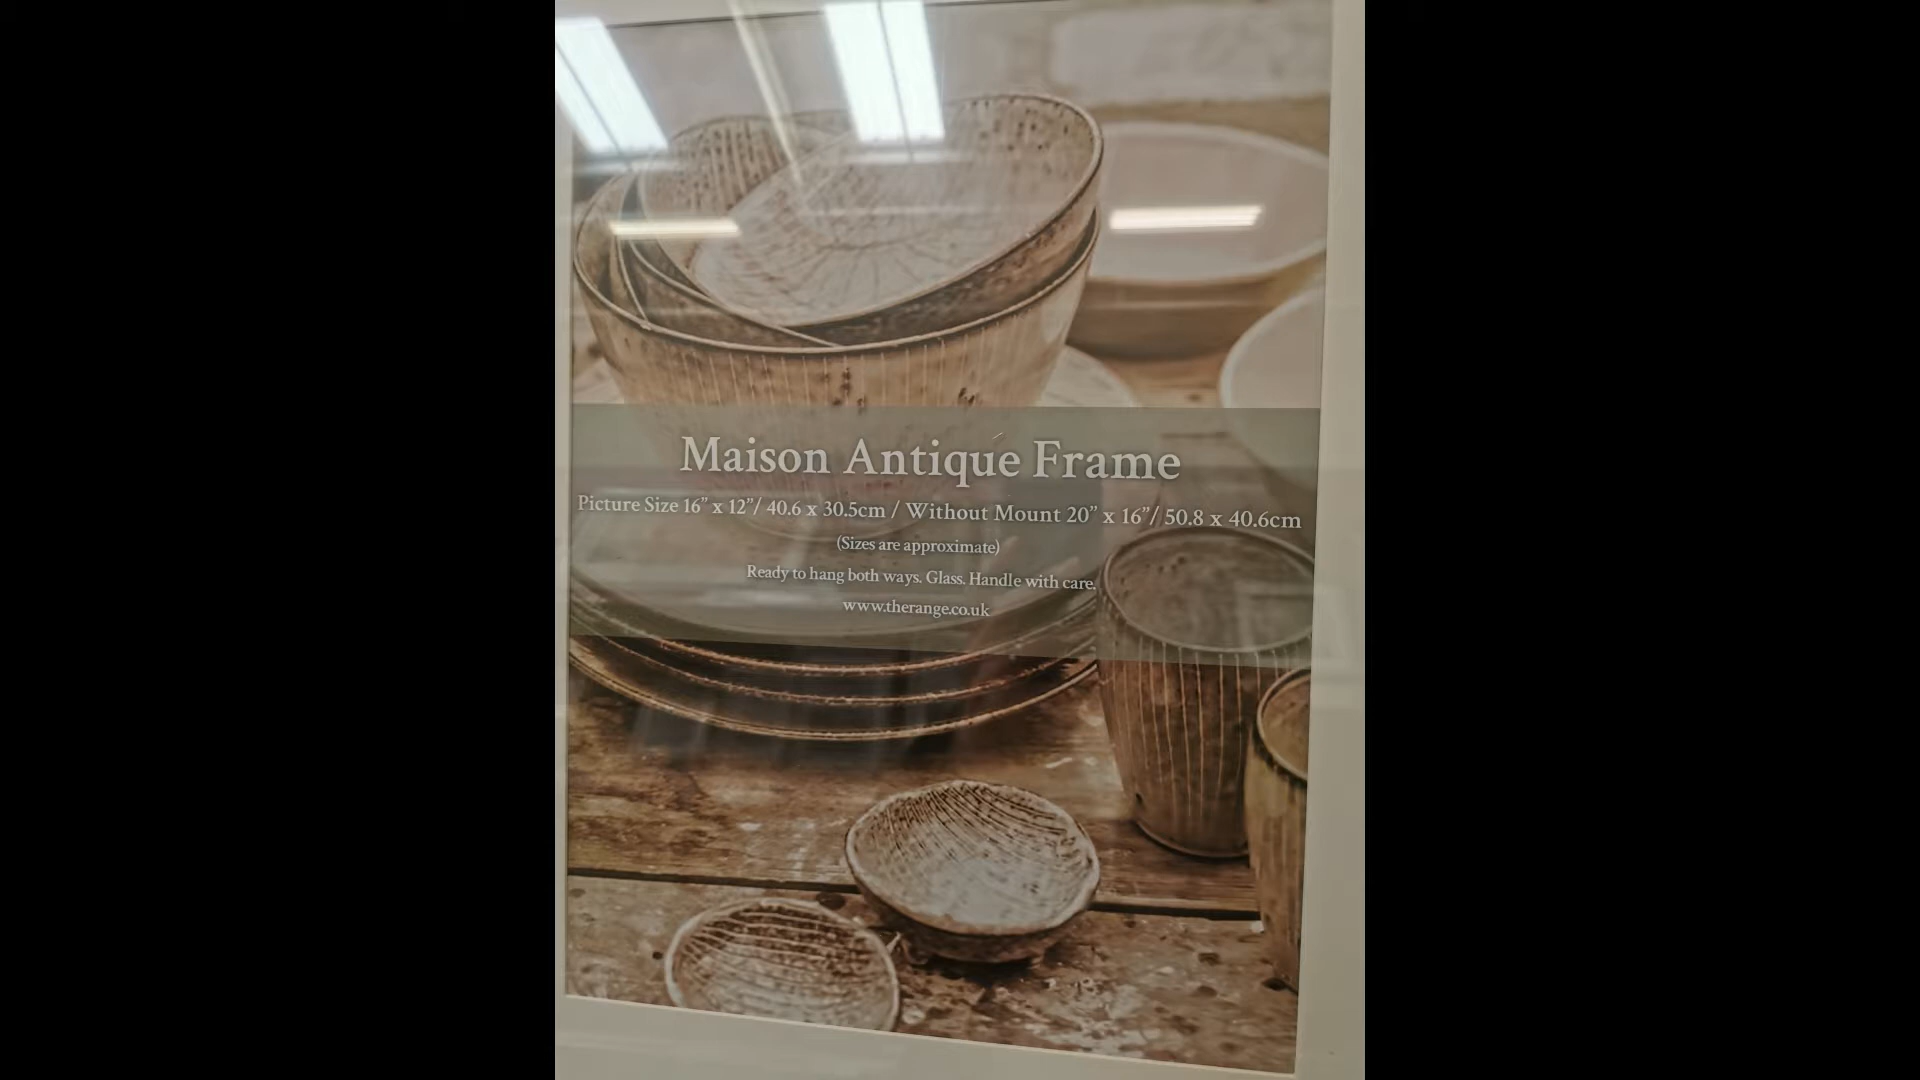 Maison Antique Frame
Picture Size 16” x 12”/ 40.6 x 30.5cm / Without Mount 20” x 16”/ 50.8 x 40.6cm
(Sizes are approximate)
Ready to hang both ways. Glass. Handle with care.
www.therange.co.uk